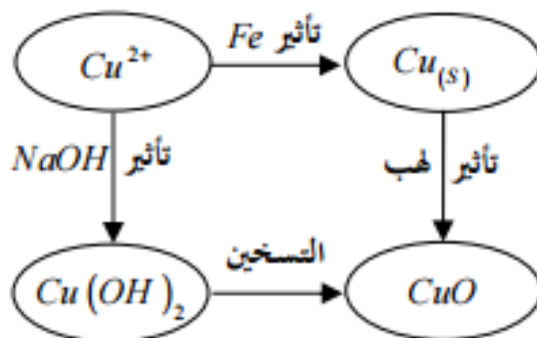 تأثير Fe
Cu²⁺
Cu₍ₛ₎
تأثير NaOH
تأثير لهب
التسخين
Cu(OH)₂
CuO